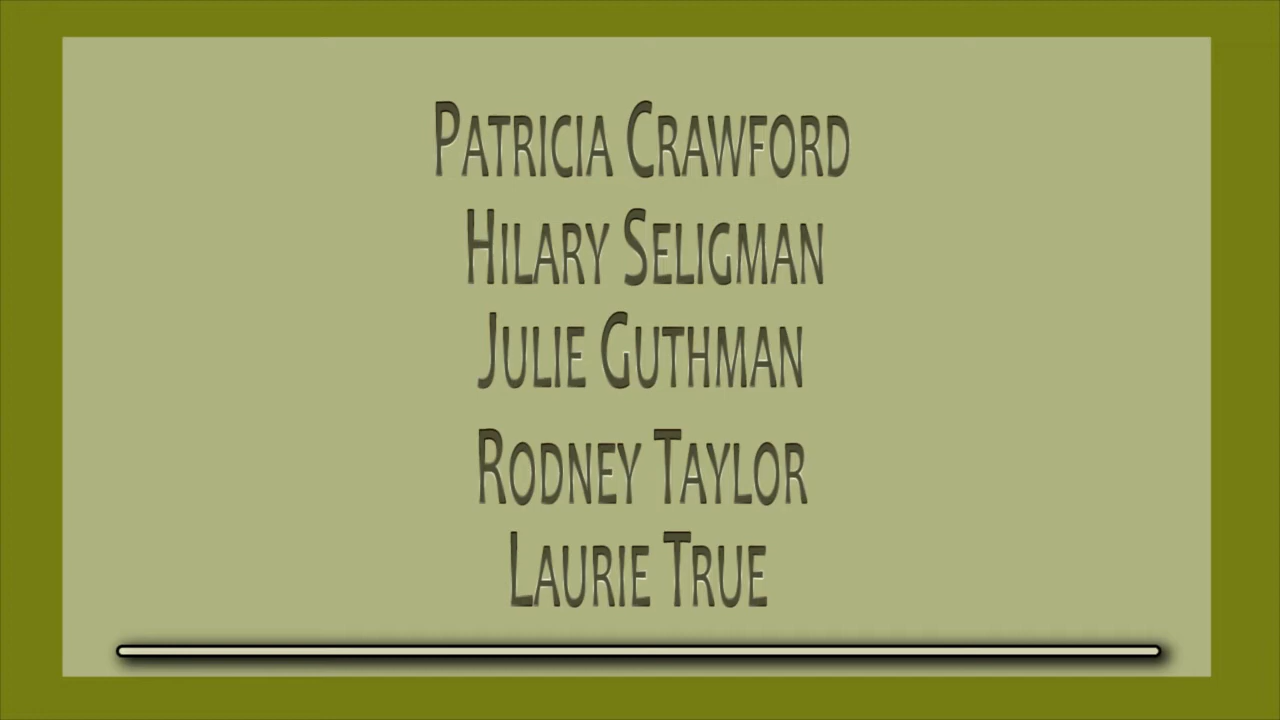 Patricia Crawford
Hilary Seligman
Julie Guthman
Rodney Taylor
Laurie True